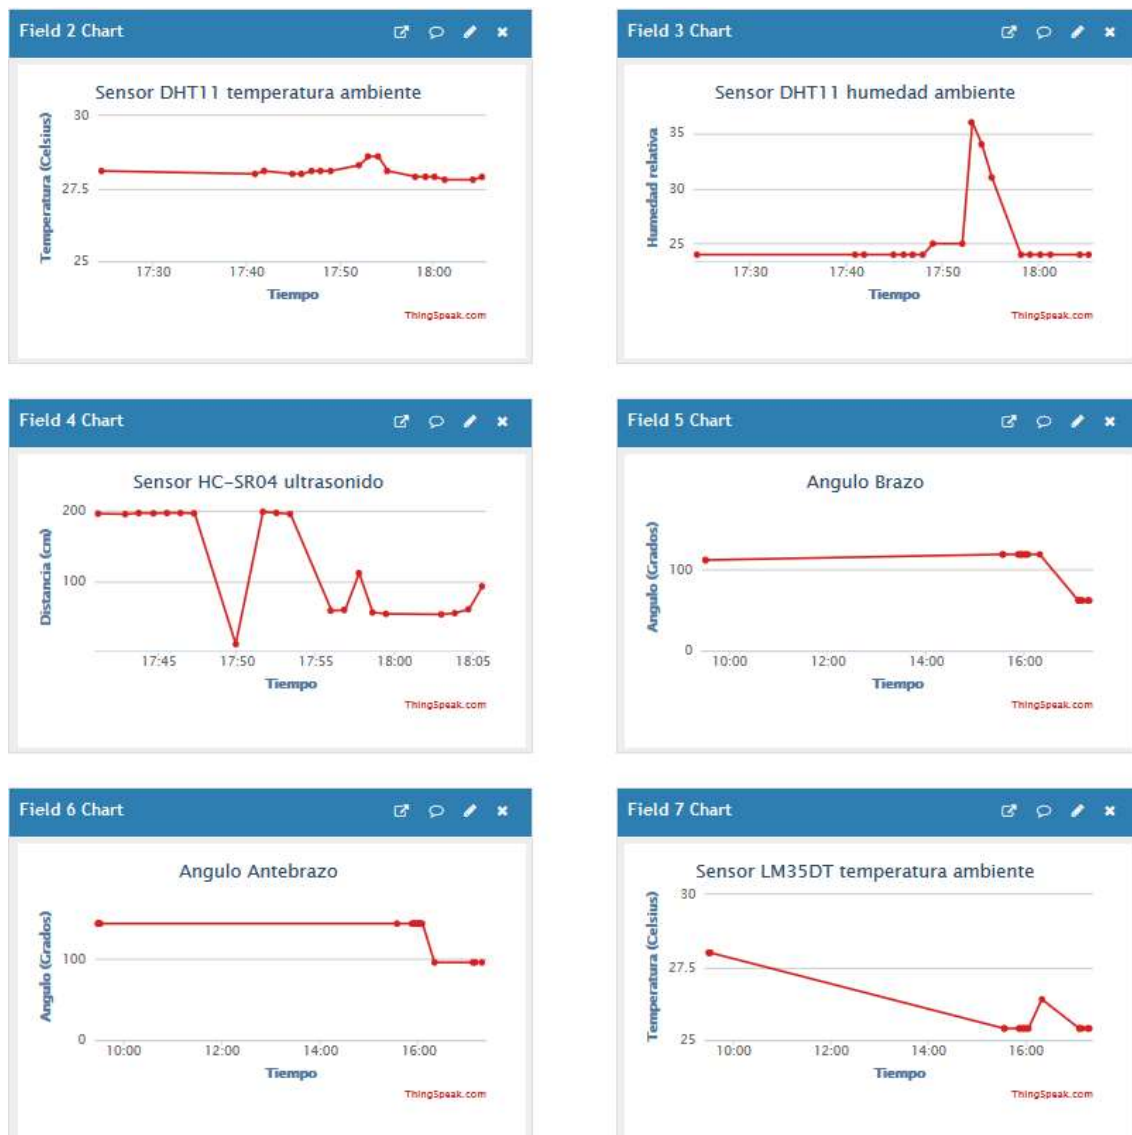 Field 2 Chart
Sensor DHT11 temperatura ambiente
Temperatura (Celsius)
30
27.5
25
17:30 17:40 17:50 18:00
Tiempo
ThingSpeak.com
Field 3 Chart
Sensor DHT11 humedad ambiente
Humedad relativa
35
30
25
17:30 17:40 17:50 18:00
Tiempo
ThingSpeak.com
Field 4 Chart
Sensor HC-SR04 ultrasonido
Distancia (cm)
200
100
17:45 17:50 17:55 18:00 18:05
Tiempo
ThingSpeak.com
Field 5 Chart
Angulo Brazo
Angulo (Grados)
100
0
10:00 12:00 14:00 16:00
Tiempo
ThingSpeak.com
Field 6 Chart
Angulo Antebrazo
Angulo (Grados)
100
0
10:00 12:00 14:00 16:00
Tiempo
ThingSpeak.com
Field 7 Chart
Sensor LM35DT temperatura ambiente
Temperatura (Celsius)
30
27.5
25
10:00 12:00 14:00 16:00
Tiempo
ThingSpeak.com